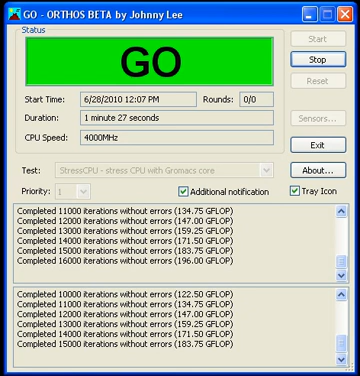 GO - ORTHOS BETA by Johnny Lee
Status
GO
Start
Stop
Reset
Start Time: 6/28/2010 12:07 PM Rounds: 0/0
Duration: 1 minute 27 seconds
Sensors...
CPU Speed: 4000MHz
Exit
Test: StressCPU - stress CPU with Gromacs core
About...
Priority: 1 Additional notification Tray Icon
Completed 11000 iterations without errors (134.75 GFLOP)
Completed 12000 iterations without errors (147.00 GFLOP)
Completed 13000 iterations without errors (159.25 GFLOP)
Completed 14000 iterations without errors (171.50 GFLOP)
Completed 15000 iterations without errors (183.75 GFLOP)
Completed 16000 iterations without errors (196.00 GFLOP)
Completed 10000 iterations without errors (122.50 GFLOP)
Completed 11000 iterations without errors (134.75 GFLOP)
Completed 12000 iterations without errors (147.00 GFLOP)
Completed 13000 iterations without errors (159.25 GFLOP)
Completed 14000 iterations without errors (171.50 GFLOP)
Completed 15000 iterations without errors (183.75 GFLOP)